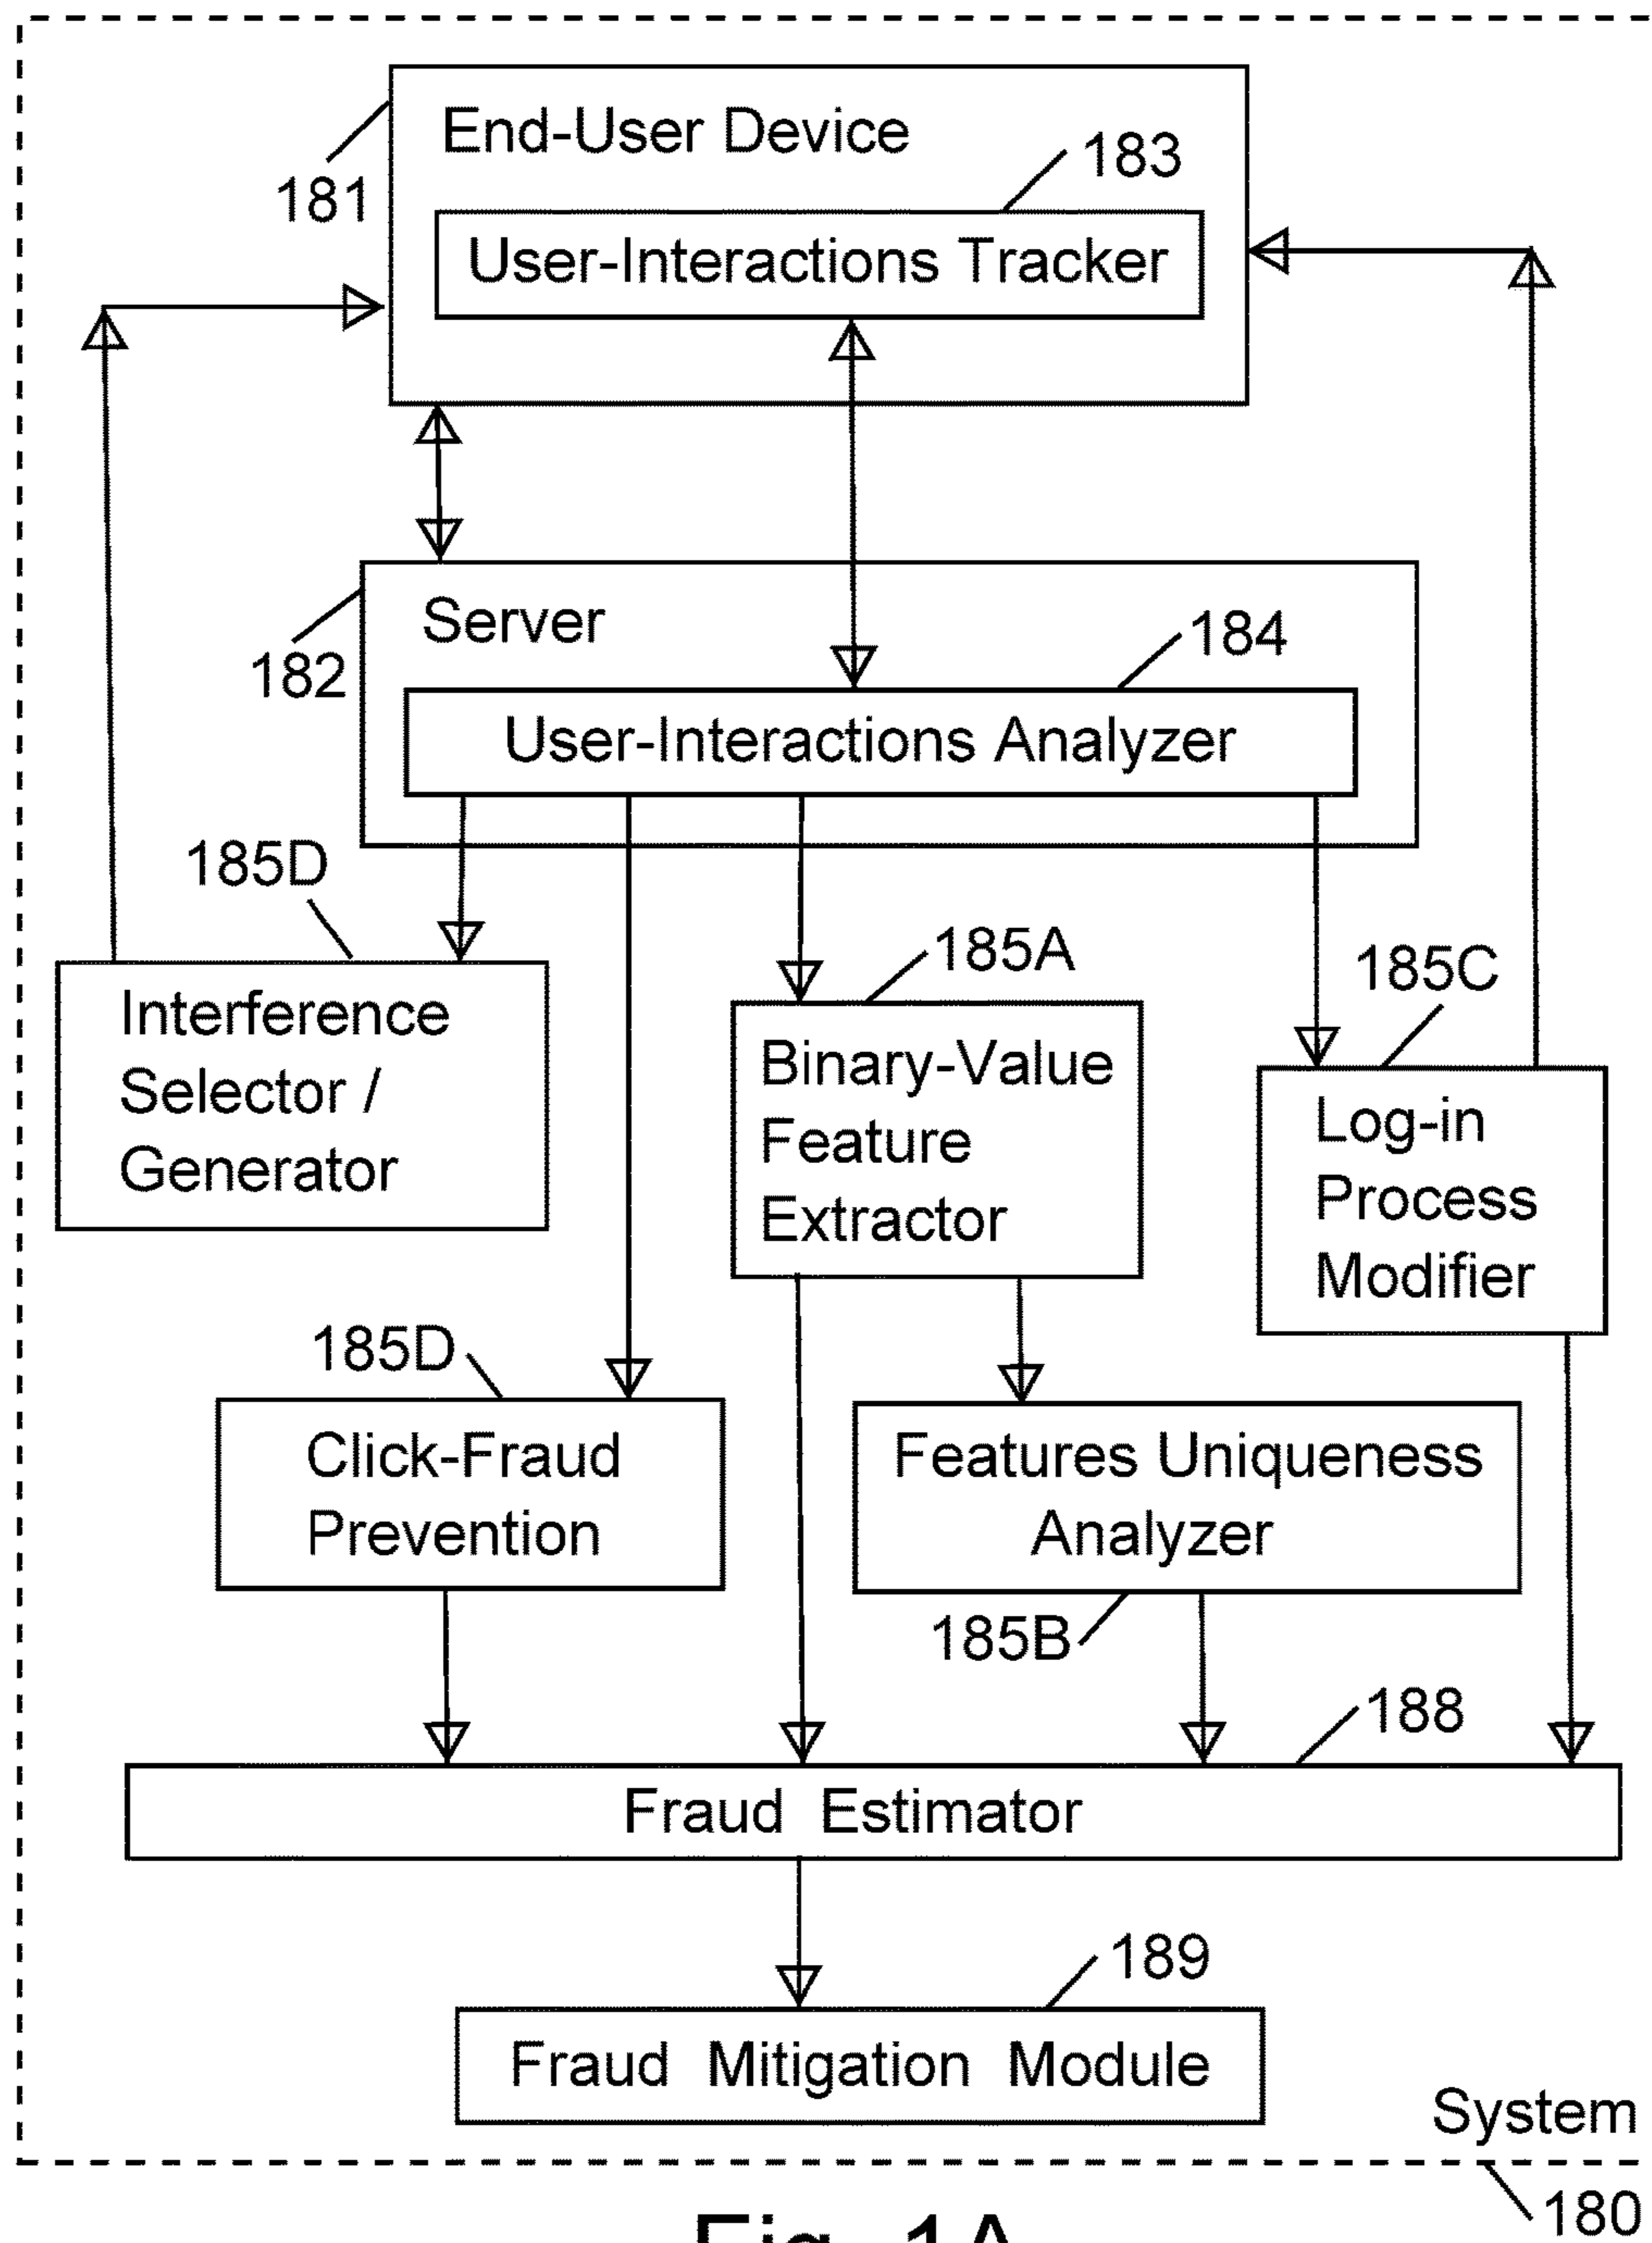 End-User Device
183
181
User-Interactions Tracker
Server
184
182
User-Interactions Analyzer
185D
185A
185C
Interference
Selector /
Generator
Binary-Value
Feature
Extractor
Log-in
Process
Modifier
185D
Click-Fraud
Prevention
Features Uniqueness
Analyzer
185B
188
Fraud Estimator
189
Fraud Mitigation Module
System
180
Fig. 1A